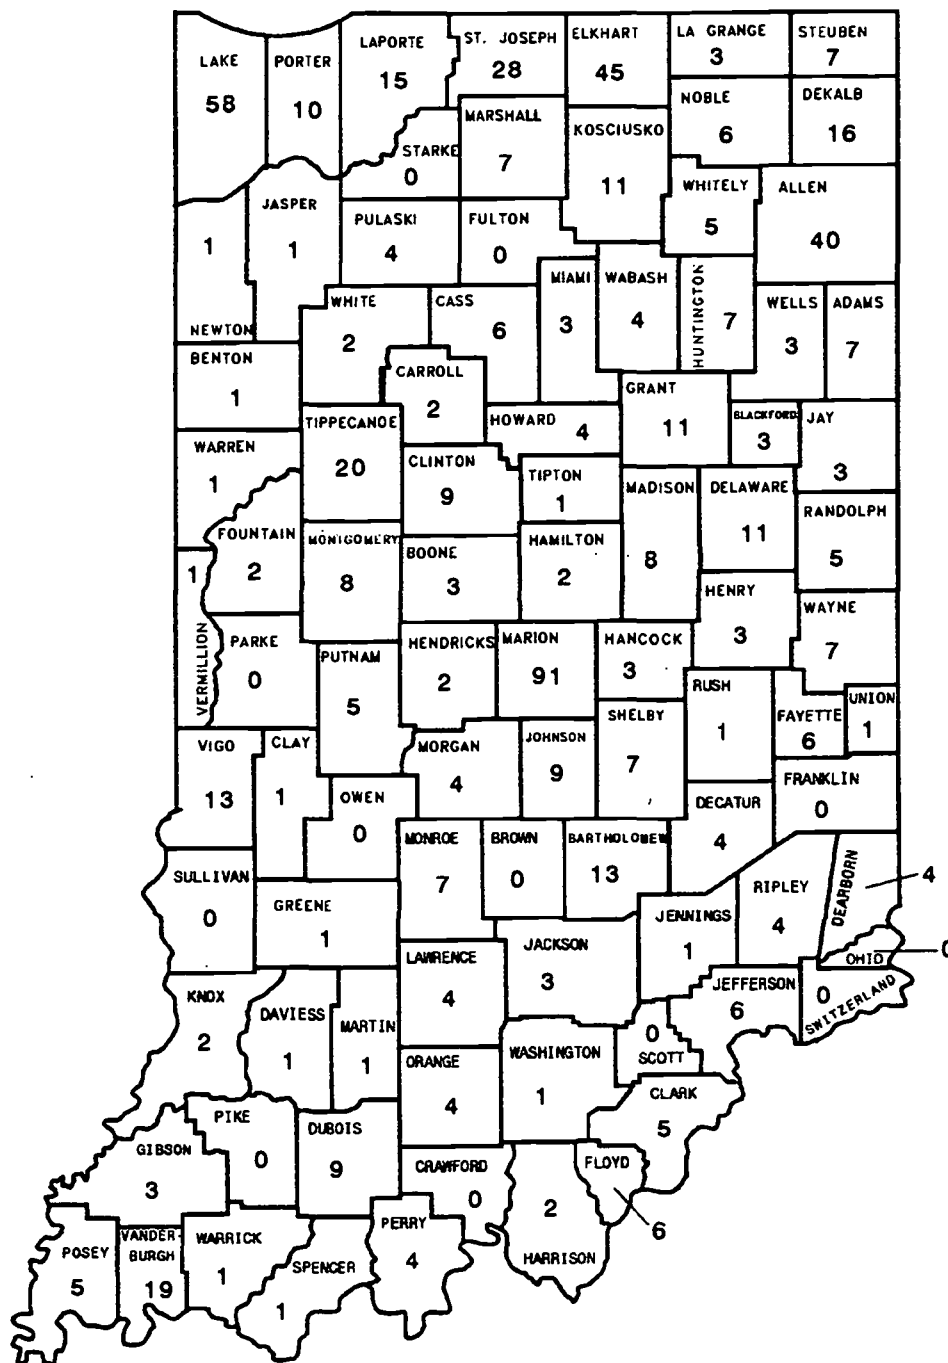 LAKE
58
PORTER
10
LAPORTE
15
ST. JOSEPH
28
ELKHART
45
LA GRANGE
3
STEUBEN
7
NOBLE
6
DEKALB
16
STARKE
0
MARSHALL
7
KOSCIUSKO
11
WHITELY
5
ALLEN
40
1
NEWTON
JASPER
1
PULASKI
4
FULTON
0
WHITE
2
CASS
6
MIAMI
3
WABASH
4
HUNTINGTON
7
WELLS
3
ADAMS
7
BENTON
1
CARROLL
2
HOWARD
4
GRANT
11
BLACKFORD
3
JAY
3
WARREN
1
TIPPECANOE
20
CLINTON
9
TIPTON
1
MADISON
8
DELAWARE
11
RANDOLPH
5
FOUNTAIN
2
MONTGOMERY
8
BOONE
3
HAMILTON
2
HENRY
3
WAYNE
7
1
VERMILLION
PARKE
0
PUTNAM
5
HENDRICKS
2
MARION
91
HANCOCK
3
RUSH
1
FAYETTE
6
UNION
1
VIGO
13
CLAY
1
OWEN
0
MORGAN
4
JOHNSON
9
SHELBY
7
DECATUR
4
FRANKLIN
0
SULLIVAN
0
GREENE
1
MONROE
7
BROWN
0
BARTHOLOMEW
13
JENNINGS
1
RIPLEY
4
DEARBORN
4
OHIO
0
KNOX
2
DAVIESS
1
MARTIN
1
LAWRENCE
4
JACKSON
3
JEFFERSON
6
0
SWITZERLAND
ORANGE
4
WASHINGTON
1
0
SCOTT
CLARK
5
GIBSON
3
PIKE
0
DUBOIS
9
CRAWFORD
0
2
HARRISON
FLOYD
6
POSEY
5
VANDER-
BURGH
19
WARRICK
1
SPENCER
1
PERRY
4